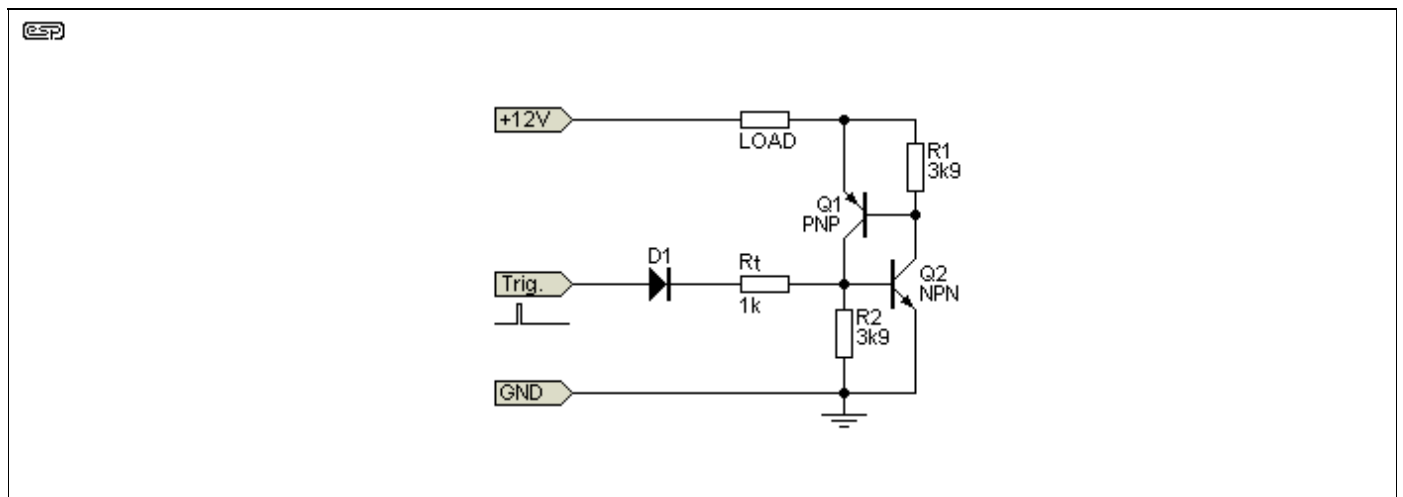 esp
+12V
LOAD
R1
3k9
Q1
PNP
D1
Rt
Trig.
1k
Q2
NPN
R2
3k9
GND